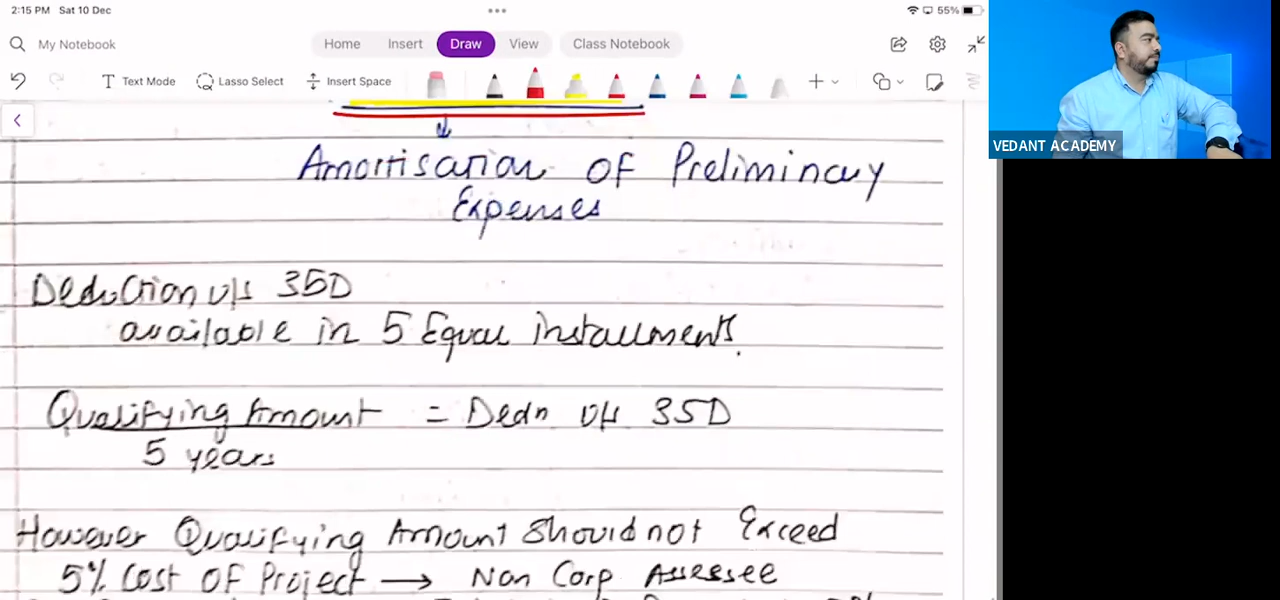 2:15 PM Sat 10 Dec
55%
My Notebook
Home Insert Draw View Class Notebook
Text Mode Lasso Select Insert Space
VEDANT ACADEMY
Amortisation of Preliminary
Expenses
Deduction u/s 35D
available in 5 Equal installments.
Qualifying Amount = Dedn u/s 35D
5 years
However Qualifying Amount Should not Exceed
5% Cost of Project → Non Corp Assessee